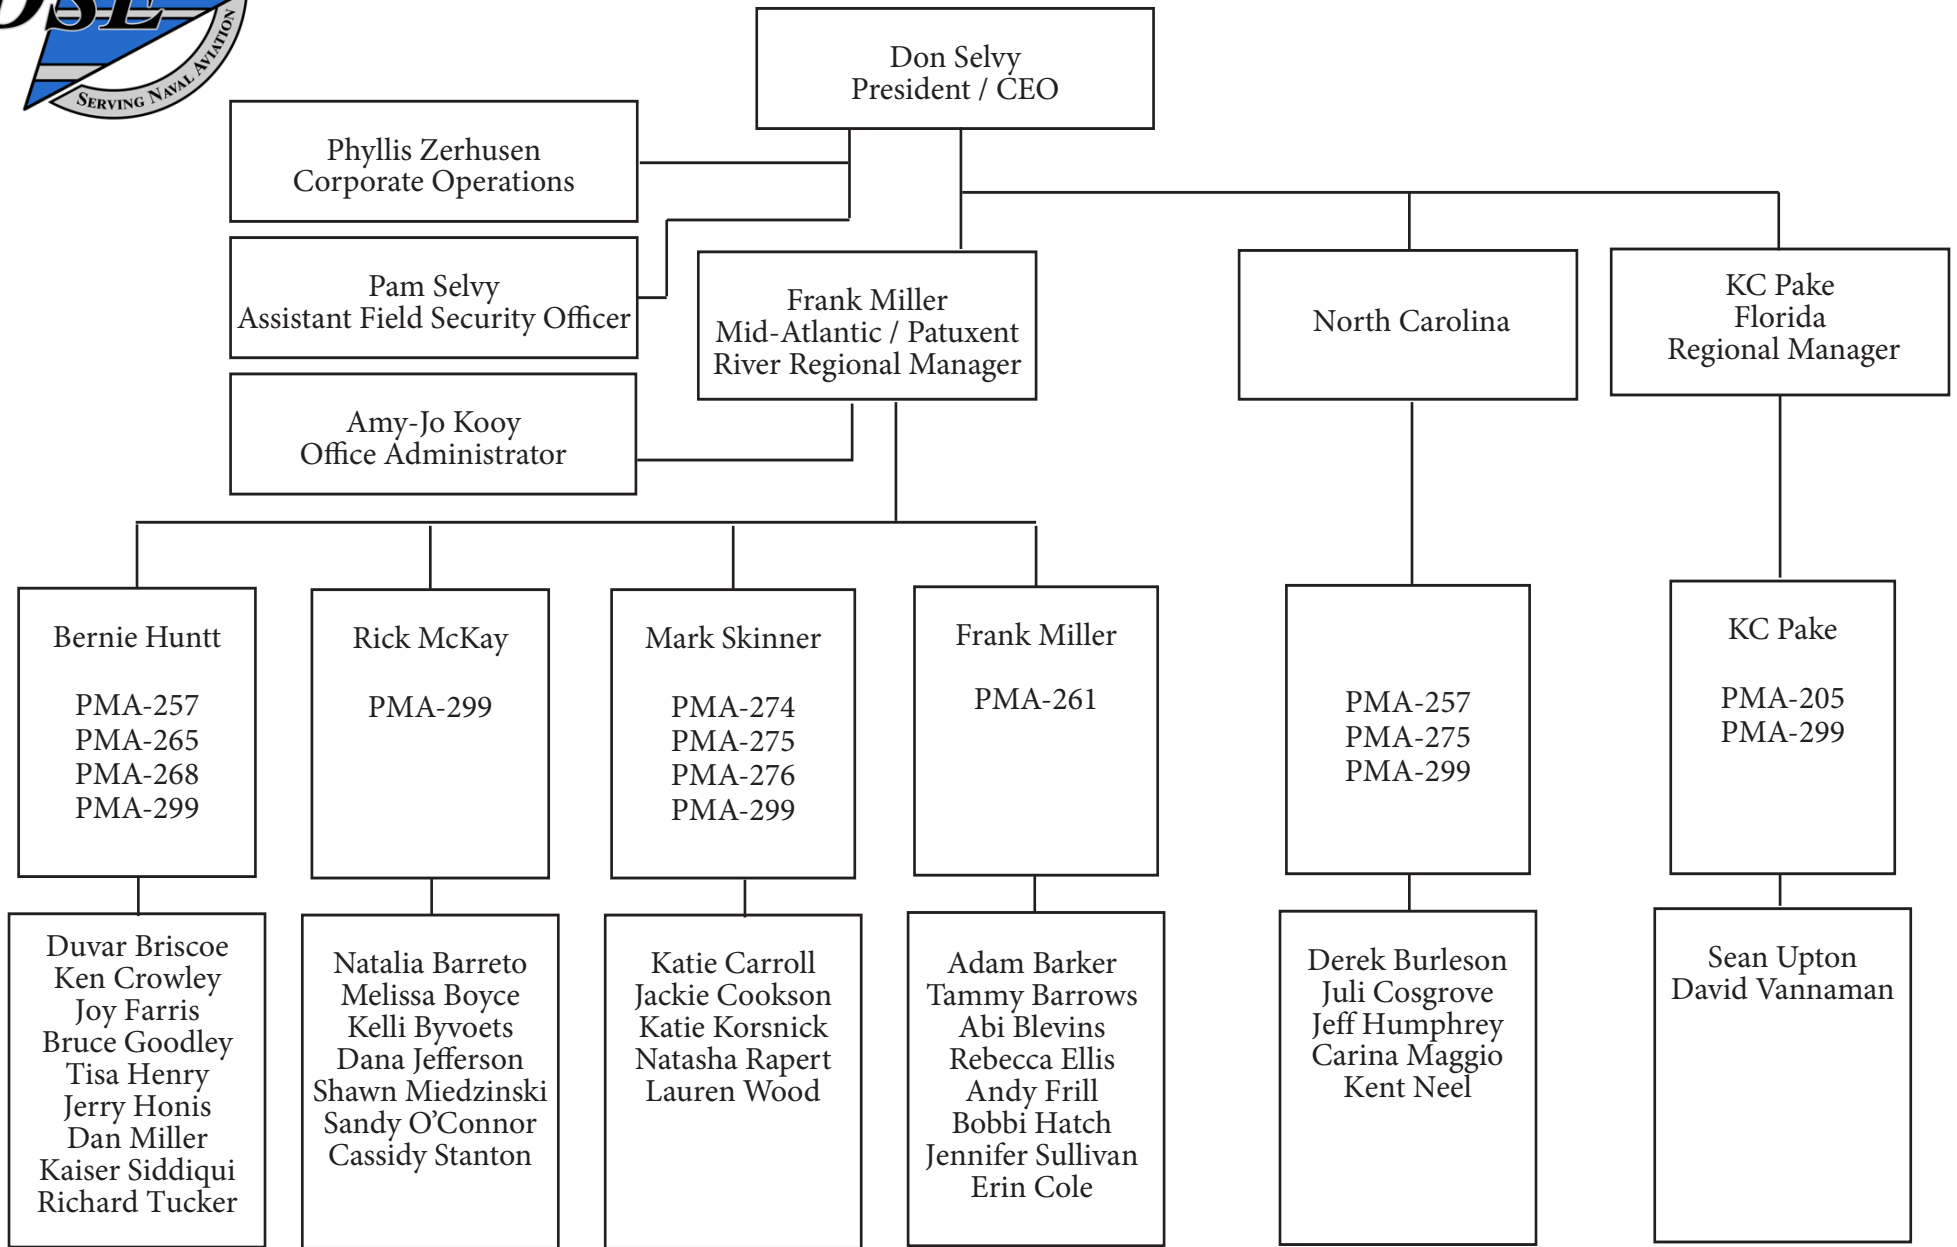 SERVING NAVAL AVIATION
Don Selvy
President / CEO
Phyllis Zerhusen
Corporate Operations
Pam Selvy
Assistant Field Security Officer
Frank Miller
Mid-Atlantic / Patuxent
River Regional Manager
North Carolina
KC Pake
Florida
Regional Manager
Amy-Jo Kooy
Office Administrator
Bernie Huntt
PMA-257
PMA-265
PMA-268
PMA-299
Rick McKay
PMA-299
Mark Skinner
PMA-274
PMA-275
PMA-276
PMA-299
Frank Miller
PMA-261
PMA-257
PMA-275
PMA-299
KC Pake
PMA-205
PMA-299
Duvar Briscoe
Ken Crowley
Joy Farris
Bruce Goodley
Tisa Henry
Jerry Honis
Dan Miller
Kaiser Siddiqui
Richard Tucker
Natalia Barreto
Melissa Boyce
Kelli Byvoets
Dana Jefferson
Shawn Miedzinski
Sandy O’Connor
Cassidy Stanton
Katie Carroll
Jackie Cookson
Katie Korsnick
Natasha Rapert
Lauren Wood
Adam Barker
Tammy Barrows
Abi Blevins
Rebecca Ellis
Andy Frill
Bobbi Hatch
Jennifer Sullivan
Erin Cole
Derek Burleson
Juli Cosgrove
Jeff Humphrey
Carina Maggio
Kent Neel
Sean Upton
David Vannaman